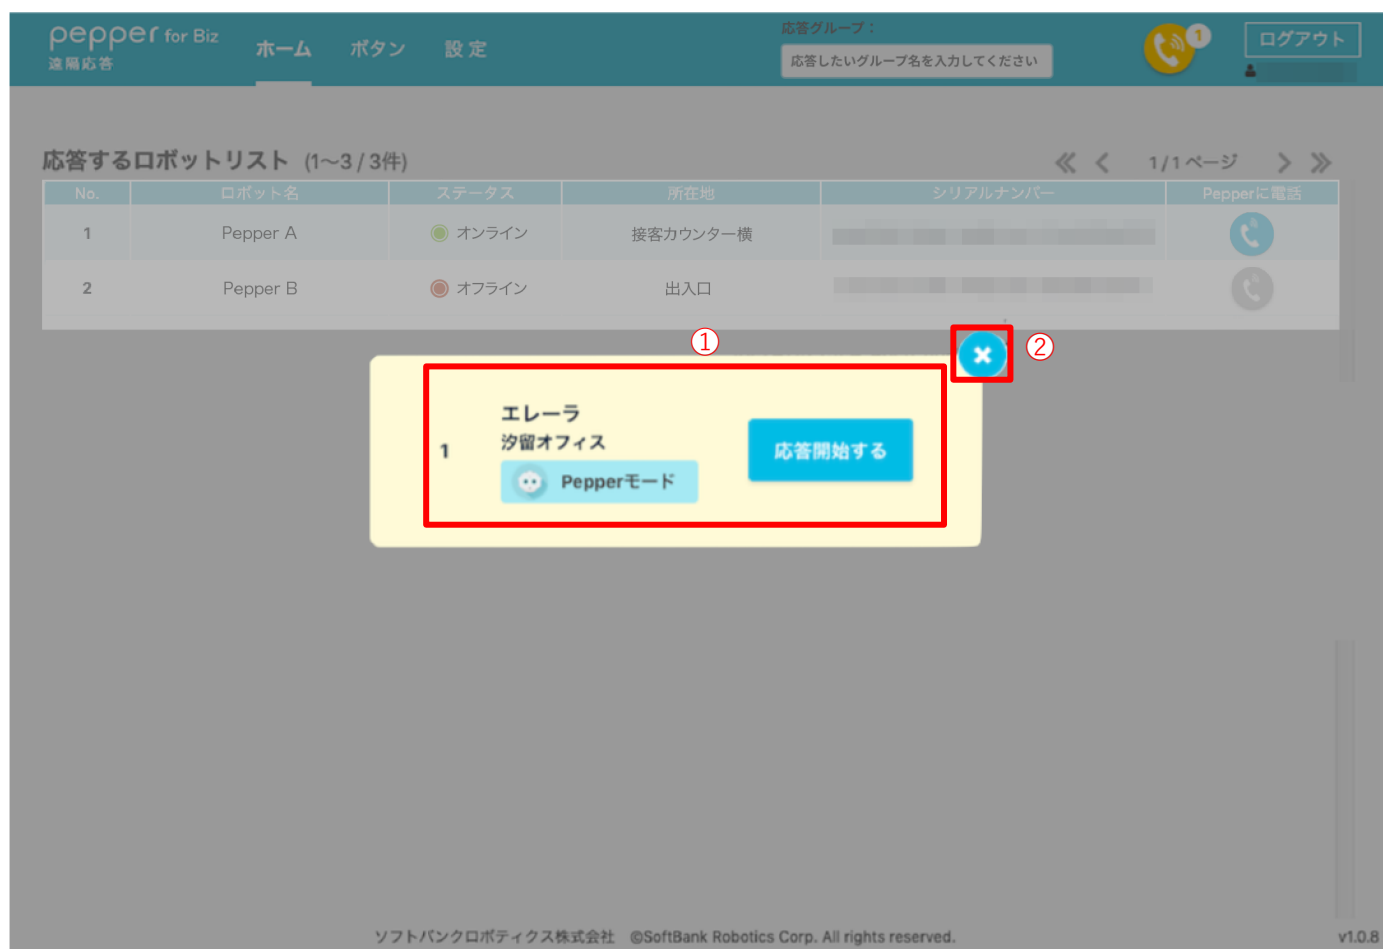 pepper for Biz
遠隔応答
ホーム ボタン 設定
応答グループ：
応答したいグループ名を入力してください
1
ログアウト
応答するロボットリスト (1〜3 / 3件)
1 / 1 ページ
No. ロボット名 ステータス 所在地 シリアルナンバー Pepperに電話
1 Pepper A オンライン 接客カウンター横
2 Pepper B オフライン 出入口
①
②
エレーラ
汐留オフィス
1
Pepperモード
応答開始する
ソフトバンクロボティクス株式会社 ©SoftBank Robotics Corp. All rights reserved.
v1.0.8